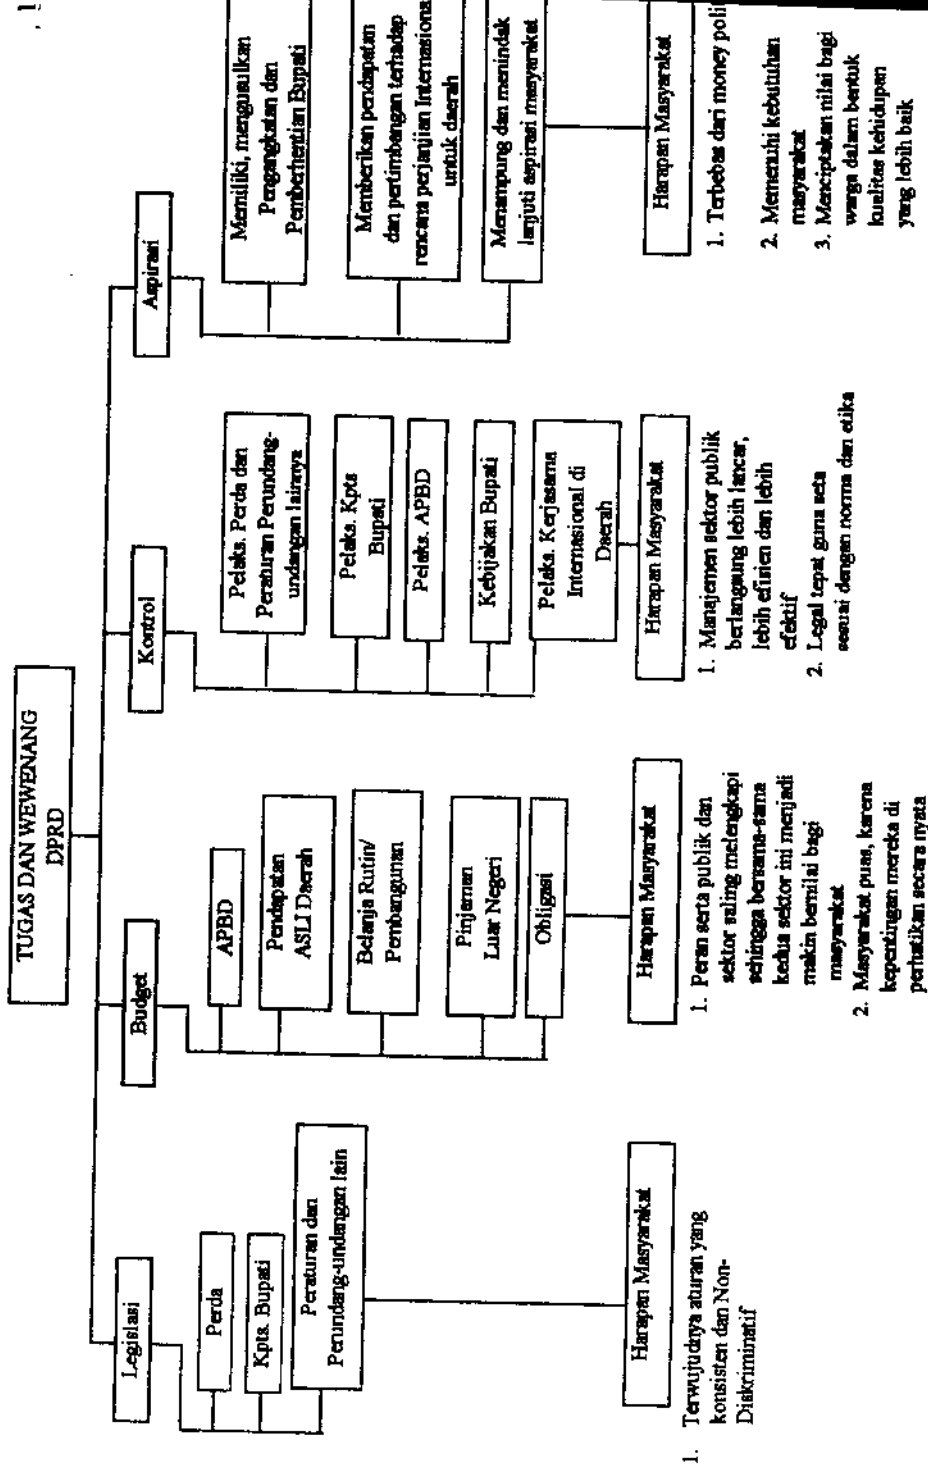 TUGAS DAN WEWENANG
DPRD
Legislasi
Perda
Kpts. Bupati
Peraturan dan
Perundang-undangan lain
Harapan Masyarakat
1. Terwujudnya aturan yang
konsisten dan Non-
Diskriminatif
Budget
APBD
Pendapatan
ASLI Daerah
Belanja Rutin/
Pembangunan
Pinjaman
Luar Negeri
Obligasi
Harapan Masyarakat
1. Peran serta publik dan
sektor saling melengkapi
sehingga bersama-sama
kedua sektor ini menjadi
makin bernilai bagi
masyarakat
2. Masyarakat puas, karena
kepentingan mereka di
perhatikan secara nyata
Kontrol
Pelaks. Perda dan
Peraturan Perundang-
undangan lainnya
Pelaks. Kpts
Bupati
Pelaks. APBD
Kebijakan Bupati
Pelaks. Kerjasama
Internasional di
Daerah
Harapan Masyarakat
1. Manajemen sektor publik
berlangsung lebih lancar,
lebih efisien dan lebih
efektif
2. Legal tepat guna seta
sesuai dengan norma dan etika
Aspirasi
Memiliki, mengusulkan
Pengangkatan dan
Pemberhentian Bupati
Memberikan pendapatan
dan pertimbangan terhadap
rencana perjanjian Internasiona
untuk daerah
Menampung dan menindak
lanjuti aspirasi masyarakat
Harapan Masyarakat
1. Terbebas dari money poli
2. Memenuhi kebutuhan
masyarakat
3. Menciptakan nilai bagi
warga dalam bentuk
kualitas kehidupan
yang lebih baik